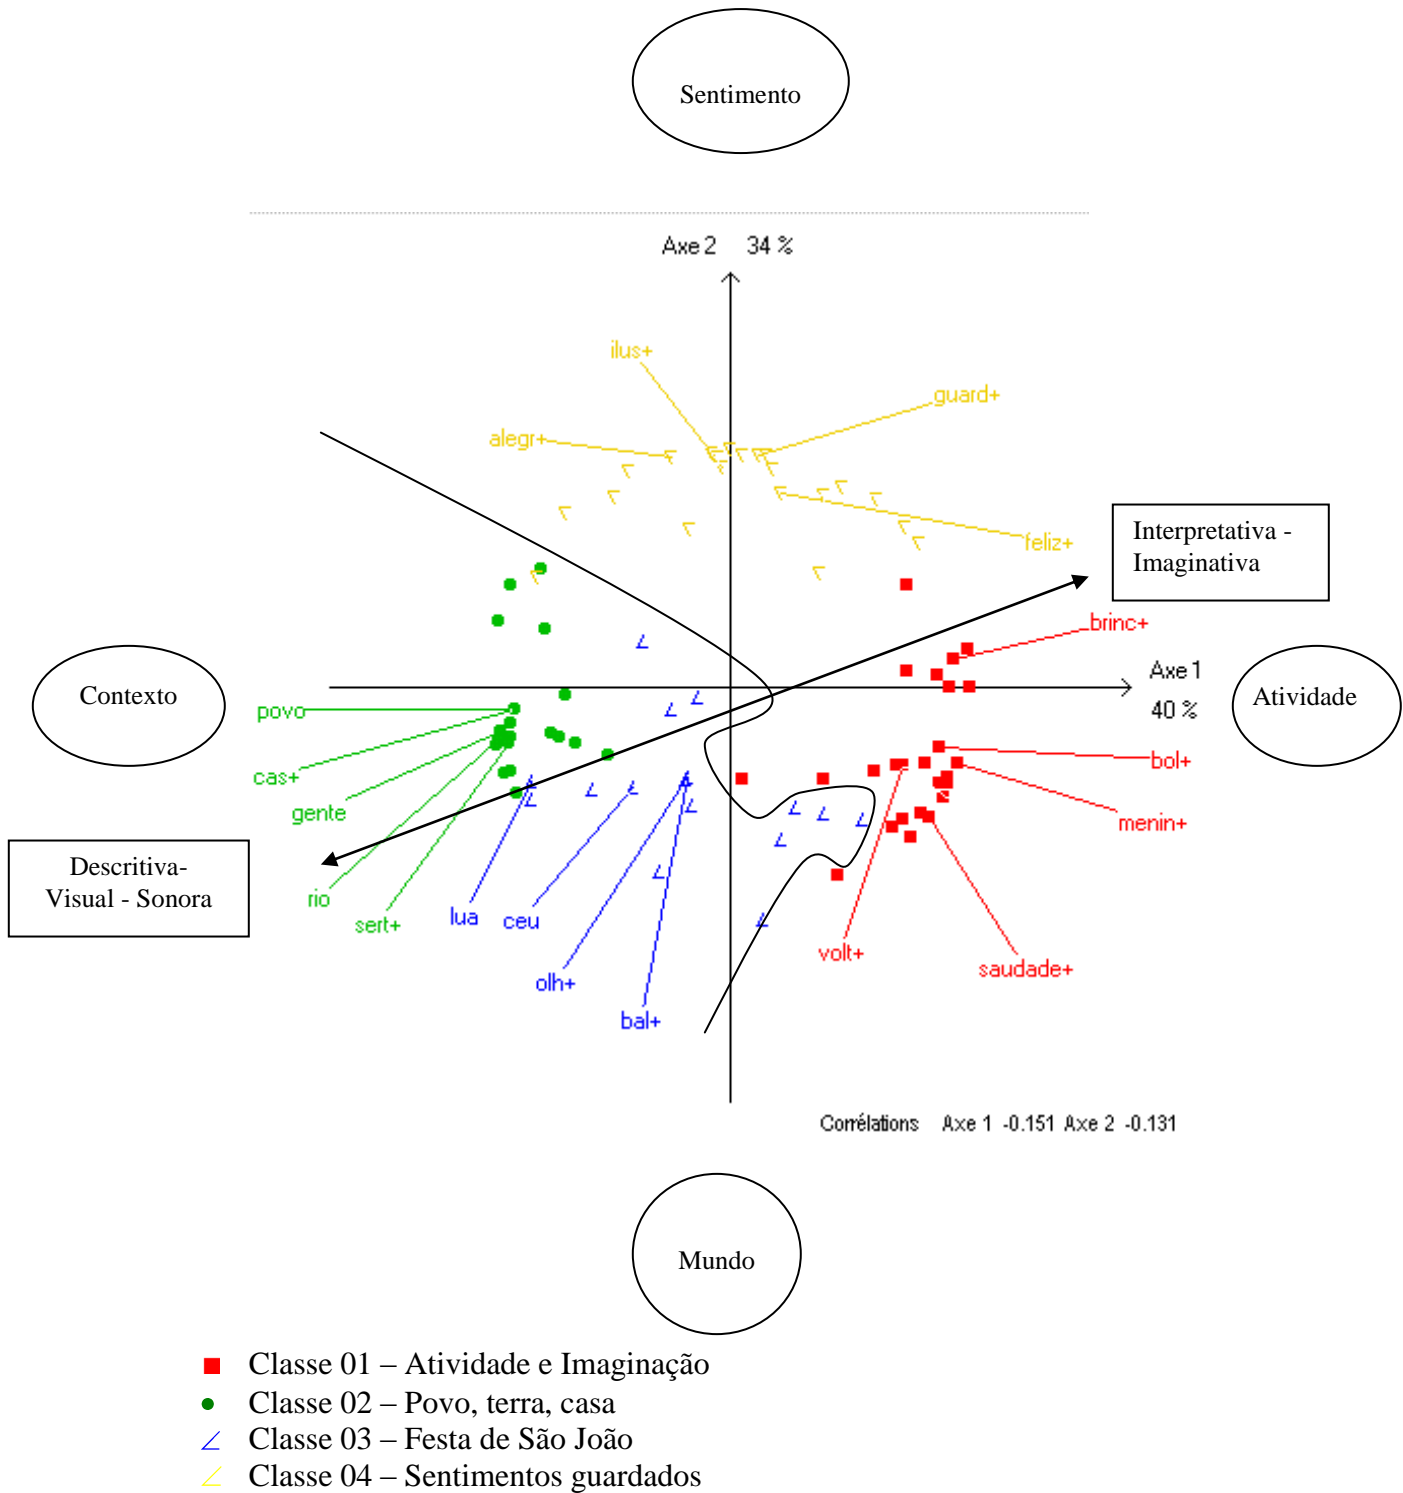 Sentimento
Axe 2 34 %
ilus+
guard+
alegr+
feliz+
Interpretativa -
Imaginativa
brinc+
Axe 1
40 %
Contexto
Atividade
povo
cas+
gente
bol+
menin+
Descritiva-
Visual - Sonora
rio
sert+
lua
ceu
olh+
bal+
volt+
saudade+
Corrélations Axe 1 -0.151 Axe 2 -0.131
Mundo
Classe 01 – Atividade e Imaginação
Classe 02 – Povo, terra, casa
Classe 03 – Festa de São João
Classe 04 – Sentimentos guardados